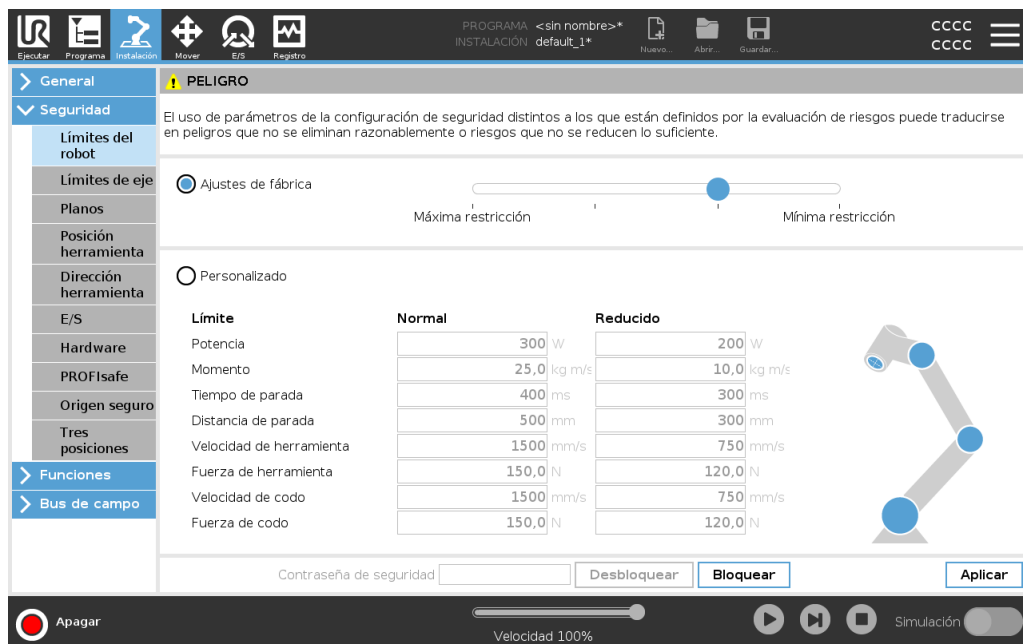 UR
PROGRAMA <sin nombre>*
INSTALACIÓN default_1*
Ejecutar Programa Instalación Mover E/S Registro
Nuevo... Abrir... Guardar...
CCCC
CCCC
General
Seguridad
Límites del
robot
Límites de eje
Planos
Posición
herramienta
Dirección
herramienta
E/S
Hardware
PROFIsafe
Origen seguro
Tres
posiciones
Funciones
Bus de campo
PELIGRO
El uso de parámetros de la configuración de seguridad distintos a los que están definidos por la evaluación de riesgos puede traducirse
en peligros que no se eliminan razonablemente o riesgos que no se reducen lo suficiente.
Ajustes de fábrica
Máxima restricción Mínima restricción
Personalizado
Límite Normal Reducido
Potencia 300 W 200 W
Momento 25,0 kg m/s 10,0 kg m/s
Tiempo de parada 400 ms 300 ms
Distancia de parada 500 mm 300 mm
Velocidad de herramienta 1500 mm/s 750 mm/s
Fuerza de herramienta 150,0 N 120,0 N
Velocidad de codo 1500 mm/s 750 mm/s
Fuerza de codo 150,0 N 120,0 N
Contraseña de seguridad Desbloquear Bloquear Aplicar
Apagar
Velocidad 100%
Simulación